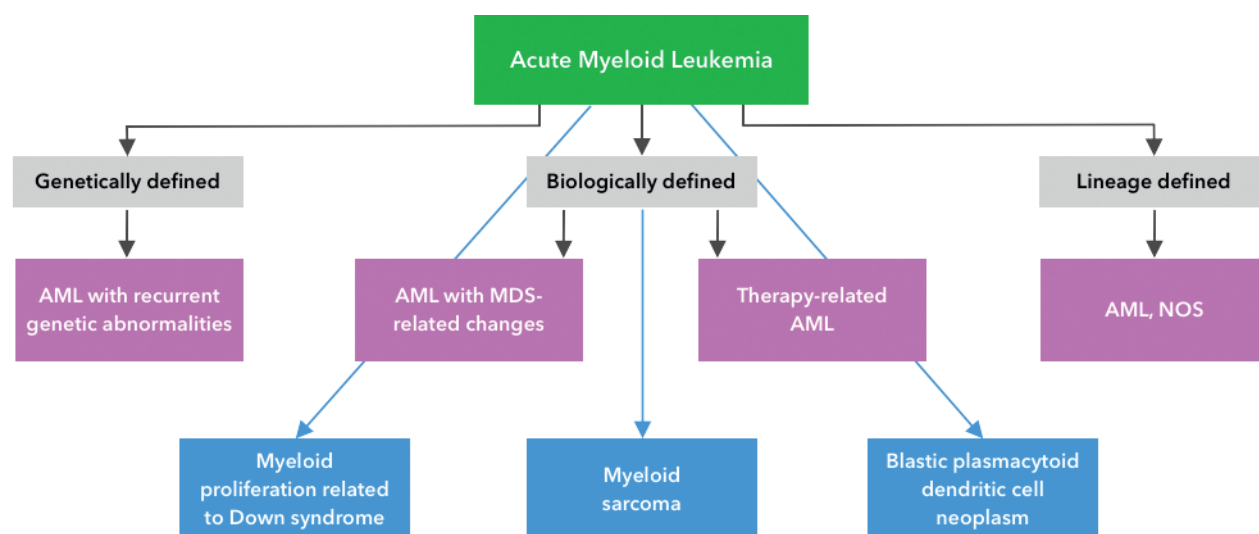 Acute Myeloid Leukemia
Genetically defined
Biologically defined
Lineage defined
AML with recurrent
genetic abnormalities
AML with MDS-
related changes
Therapy-related
AML
AML, NOS
Myeloid
proliferation related
to Down syndrome
Myeloid
sarcoma
Blastic plasmacytoid
dendritic cell
neoplasm